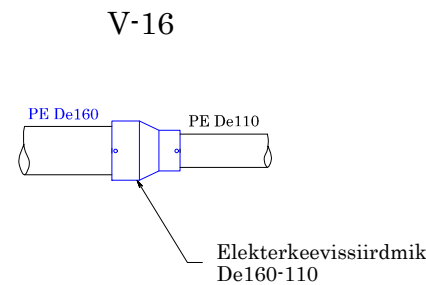 V-16
PE De160
PE De110
Elekterkeevissiirdmik
De160-110